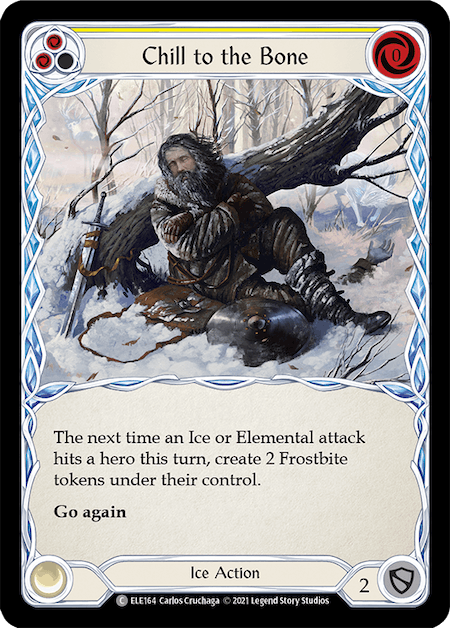 Chill to the Bone
0
The next time an Ice or Elemental attack
hits a hero this turn, create 2 Frostbite
tokens under their control.
Go again
Ice Action
2
C ELE164 Carlos Cruchaga © 2021 Legend Story Studios